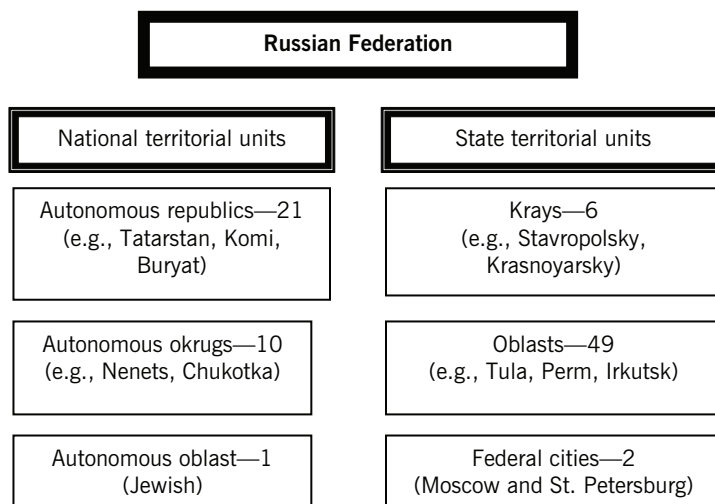 Russian Federation
National territorial units
State territorial units
Autonomous republics—21
(e.g., Tatarstan, Komi,
Buryat)
Krays—6
(e.g., Stavropolsky,
Krasnoyarsky)
Autonomous okrugs—10
(e.g., Nenets, Chukotka)
Oblasts—49
(e.g., Tula, Perm, Irkutsk)
Autonomous oblast—1
(Jewish)
Federal cities—2
(Moscow and St. Petersburg)